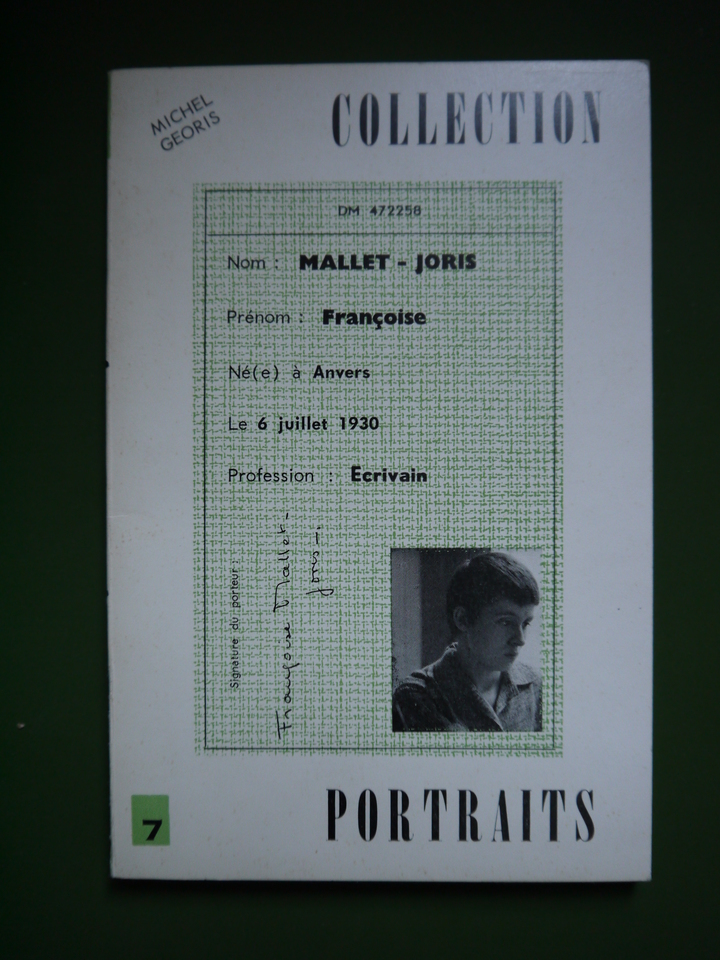 MICHEL
GEORIS
COLLECTION
DM 472258
Nom : MALLET - JORIS
Prénom : Françoise
Né(e) à Anvers
Le 6 juillet 1930
Profession : Ecrivain
Signature du porteur :
Françoise Mallet-
Joris
7
PORTRAITS